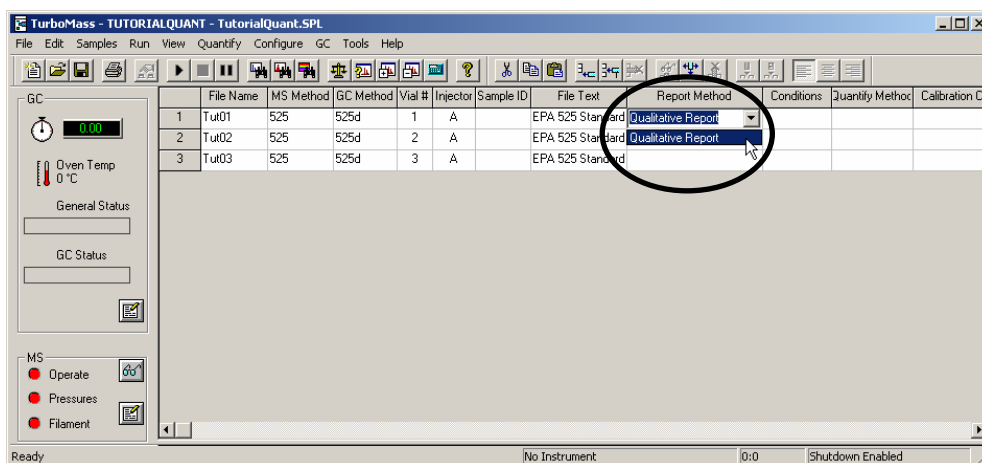 TurboMass - TUTORIALQUANT - TutorialQuant.SPL
File Edit Samples Run View Quantify Configure GC Tools Help
GC
0.00
Oven Temp
0 °C
General Status
GC Status
MS
Operate
Pressures
Filament
File Name MS Method GC Method Vial # Injector Sample ID File Text Report Method Conditions Quantify Method Calibration C
1 Tut01 525 525d 1 A EPA 525 Standard Qualitative Report
2 Tut02 525 525d 2 A EPA 525 Standard Qualitative Report
3 Tut03 525 525d 3 A EPA 525 Standard
Ready No Instrument 0:0 Shutdown Enabled